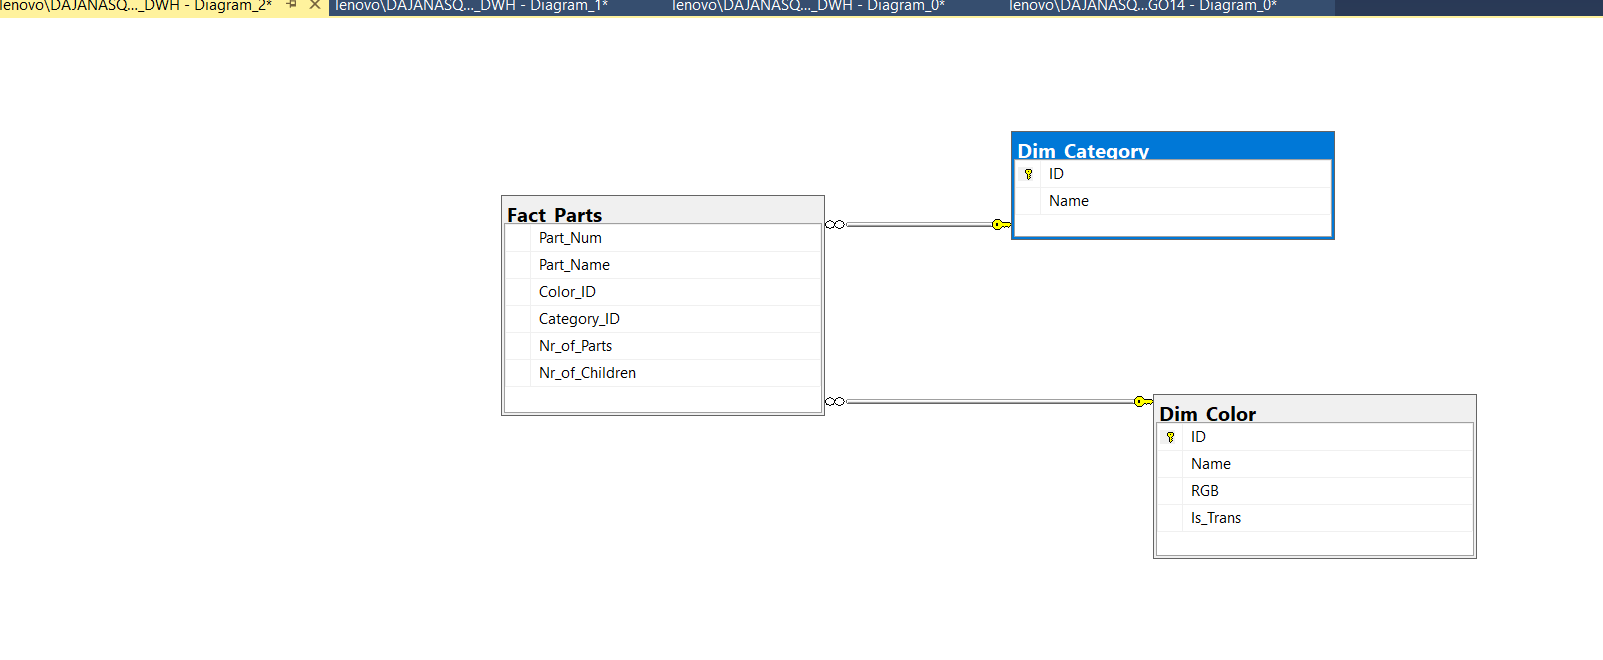 lenovo\DAJANASQ..._DWH - Diagram_2*
lenovo\DAJANASQ..._DWH - Diagram_1*
lenovo\DAJANASQ..._DWH - Diagram_0*
lenovo\DAJANASQ...GO14 - Diagram_0*
Dim_Category
ID
Name
Fact_Parts
Part_Num
Part_Name
Color_ID
Category_ID
Nr_of_Parts
Nr_of_Children
Dim_Color
ID
Name
RGB
Is_Trans